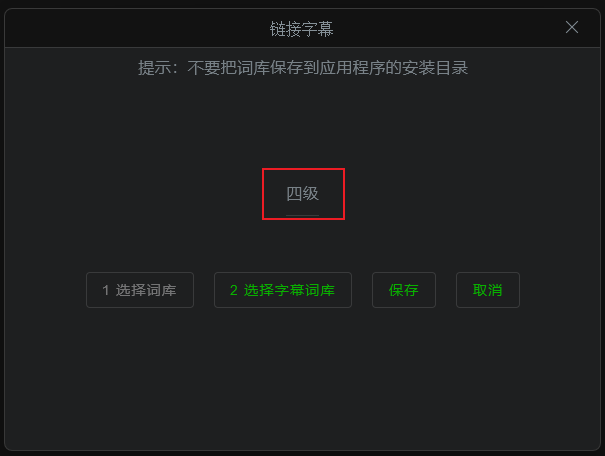 链接字幕
提示：不要把词库保存到应用程序的安装目录
四级
1 选择词库
2 选择字幕词库
保存
取消